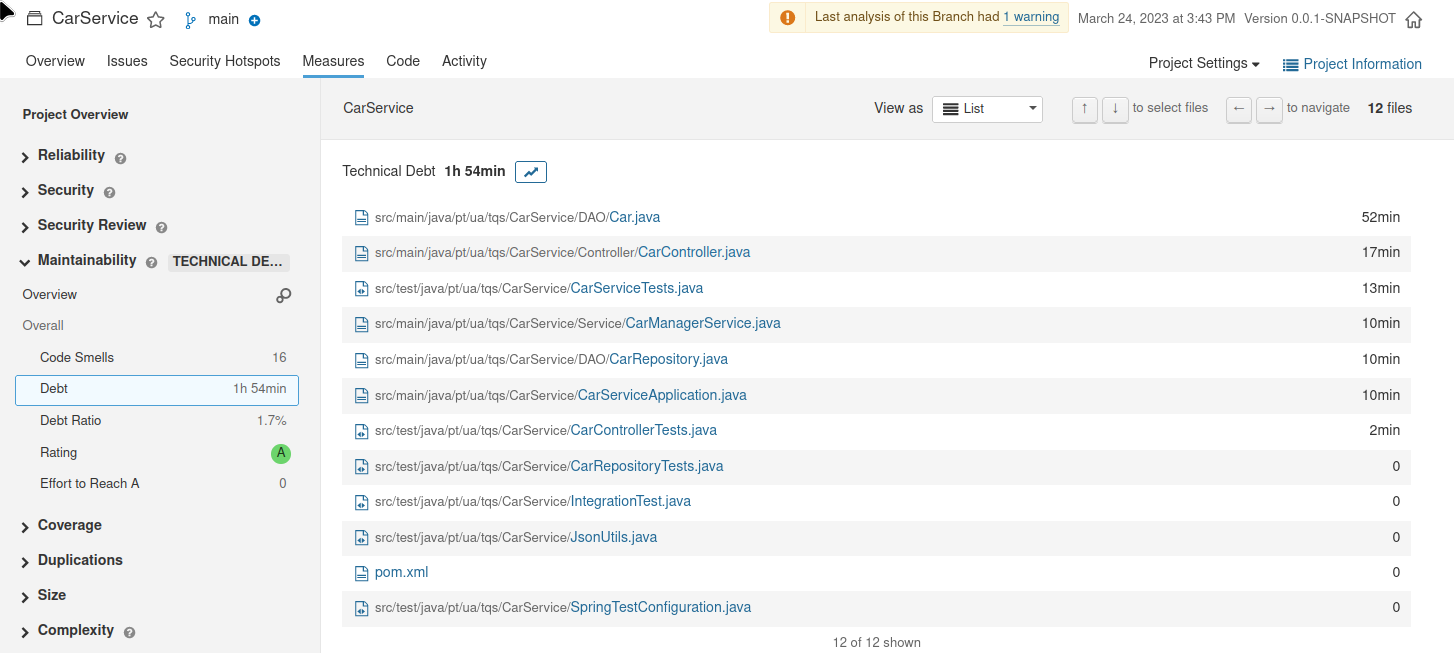 CarService main Last analysis of this Branch had 1 warning March 24, 2023 at 3:43 PM Version 0.0.1-SNAPSHOT
Overview Issues Security Hotspots Measures Code Activity Project Settings Project Information
Project Overview
Reliability ?
Security ?
Security Review ?
Maintainability ? TECHNICAL DE...
Overview
Overall
Code Smells 16
Debt 1h 54min
Debt Ratio 1.7%
Rating A
Effort to Reach A 0
Coverage
Duplications
Size
Complexity ?
CarService View as List ↑ ↓ to select files ← → to navigate 12 files
Technical Debt 1h 54min
src/main/java/pt/ua/tqs/CarService/DAO/Car.java 52min
src/main/java/pt/ua/tqs/CarService/Controller/CarController.java 17min
src/test/java/pt/ua/tqs/CarService/CarServiceTests.java 13min
src/main/java/pt/ua/tqs/CarService/Service/CarManagerService.java 10min
src/main/java/pt/ua/tqs/CarService/DAO/CarRepository.java 10min
src/main/java/pt/ua/tqs/CarService/CarServiceApplication.java 10min
src/test/java/pt/ua/tqs/CarService/CarControllerTests.java 2min
src/test/java/pt/ua/tqs/CarService/CarRepositoryTests.java 0
src/test/java/pt/ua/tqs/CarService/IntegrationTest.java 0
src/test/java/pt/ua/tqs/CarService/JsonUtils.java 0
pom.xml 0
src/test/java/pt/ua/tqs/CarService/SpringTestConfiguration.java 0
12 of 12 shown